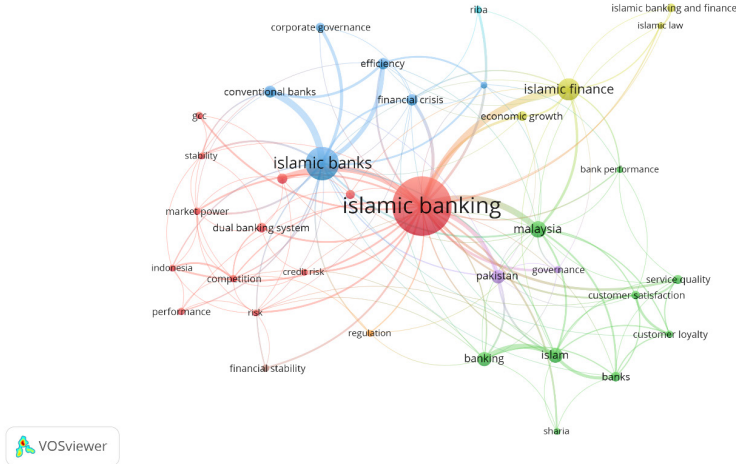 islamic banking and finance
riba
islamic law
corporate governance
efficiency
conventional banks
financial crisis
islamic finance
economic growth
gcc
stability
islamic banks
bank performance
islamic banking
market power
dual banking system
malaysia
indonesia
competition
credit risk
pakistan
governance
service quality
customer satisfaction
performance
risk
regulation
customer loyalty
banking
islam
financial stability
banks
sharia
VOSviewer